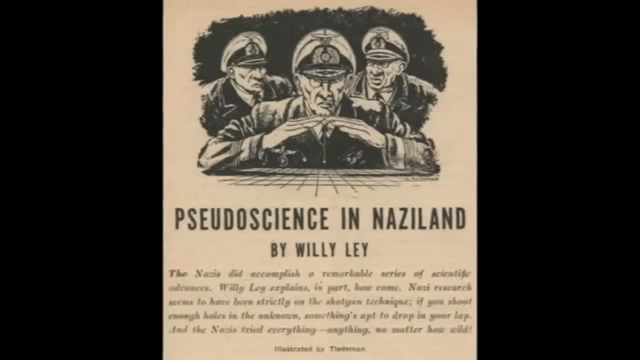 PSEUDOSCIENCE IN NAZILAND
BY WILLY LEY
The Nazis did accomplish a remarkable series of scientific
advances. Willy Ley explains, in part, how come. Nazi research
seems to have been strictly on the shotgun technique; if you shoot
enough holes in the unknown, something's apt to drop in your lap.
And the Nazis tried everything—anything, no matter how wild!
Illustrated by Tiedeman